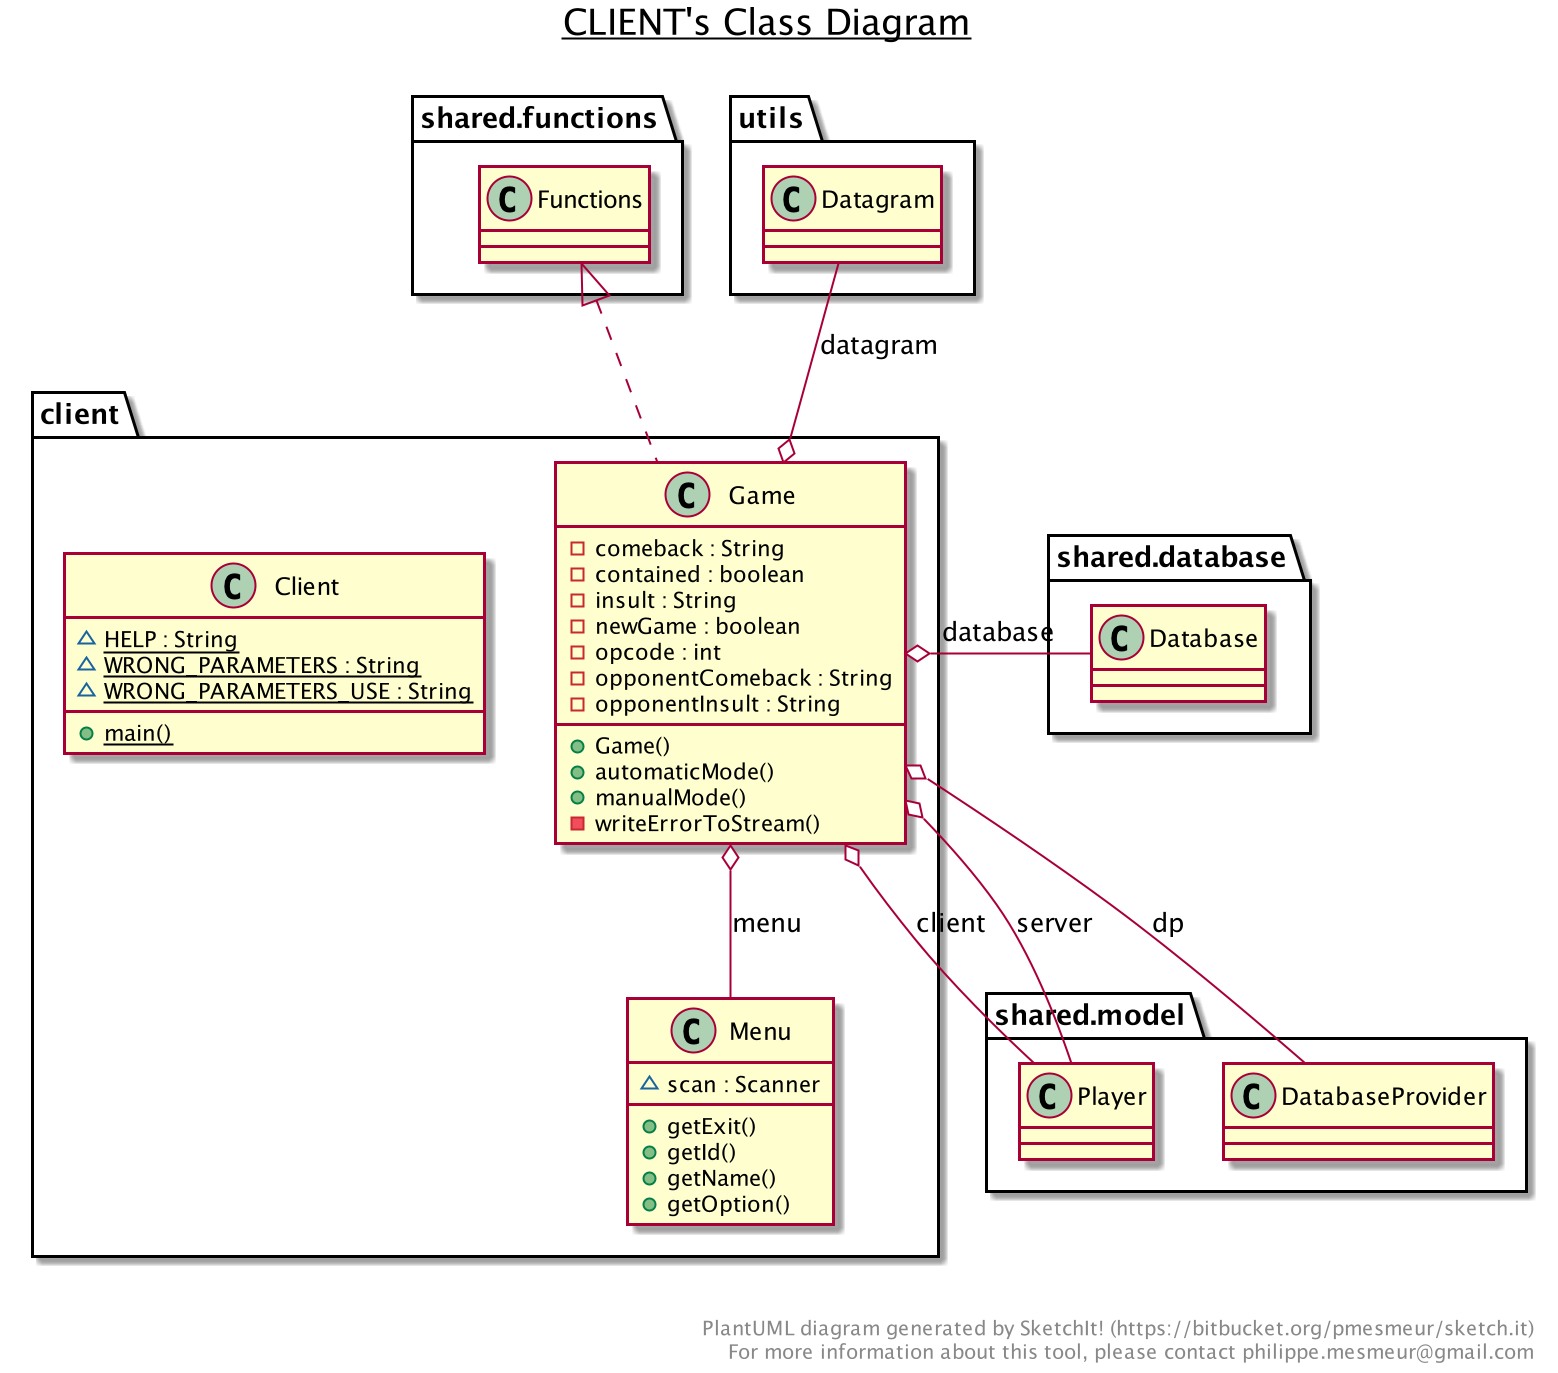 CLIENT's Class Diagram
shared.functions
utils
C Functions
C Datagram
datagram
client
C Game
comeback : String
contained : boolean
insult : String
newGame : boolean
opcode : int
opponentComeback : String
opponentInsult : String
Game()
automaticMode()
manualMode()
writeErrorToStream()
C Client
HELP : String
WRONG_PARAMETERS : String
WRONG_PARAMETERS_USE : String
main()
shared.database
database
C Database
menu
client
server
dp
C Menu
scan : Scanner
getExit()
getId()
getName()
getOption()
shared.model
C Player
C DatabaseProvider
PlantUML diagram generated by SketchIt! (https://bitbucket.org/pmesmeur/sketch.it)
For more information about this tool, please contact philippe.mesmeur@gmail.com